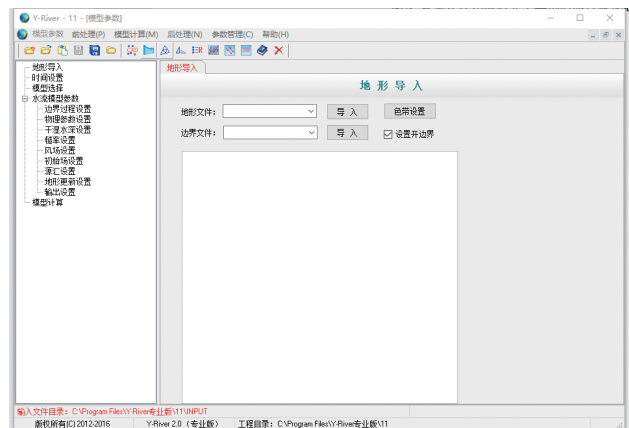 Y-River - 11 - [模型参数]
模型参数 前处理(P) 模型计算(M) 后处理(N) 参数管理(C) 帮助(H)
地形导入
时间设置
模型选择
水流模型参数
边界过程设置
物理参数设置
干湿水深设置
糙率设置
风场设置
初始场设置
源汇设置
地形更新设置
输出设置
模型计算
地形导入
地 形 导 入
地形文件: 导 入 色带设置
边界文件: 导 入 设置开边界
输入文件目录: C:\Program Files\Y-River专业版\11\INPUT
版权所有(C) 2012-2016 Y-River 2.0 (专业版) 工程目录: C:\Program Files\Y-River专业版\11